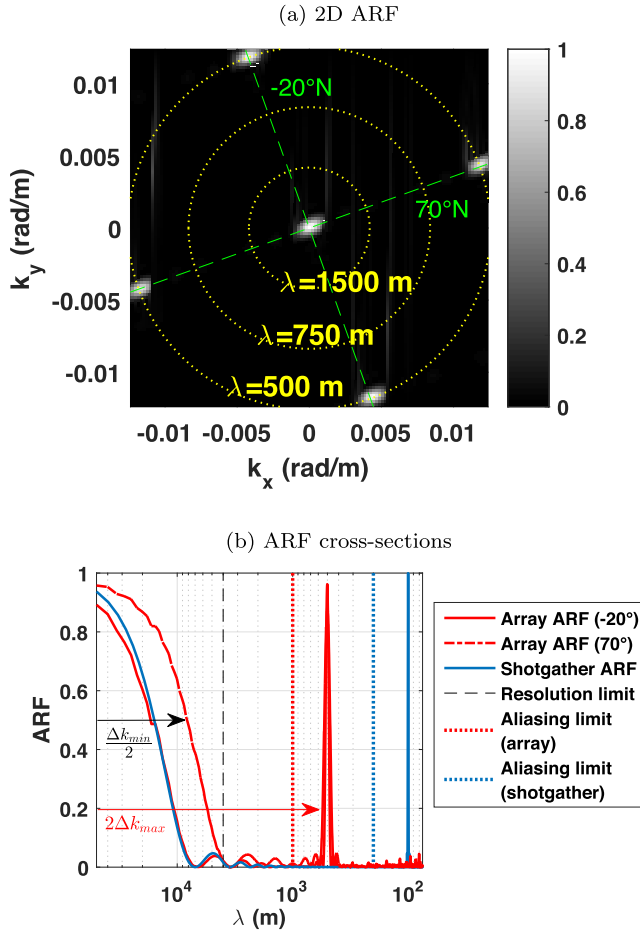 (a) 2D ARF
0.01
0.005
0
-0.005
-0.01
k_y (rad/m)
-20°N
70°N
λ=1500 m
λ=750 m
λ=500 m
-0.01
-0.005
0
0.005
0.01
k_x (rad/m)
1
0.8
0.6
0.4
0.2
0
(b) ARF cross-sections
1
0.8
0.6
0.4
0.2
0
ARF
Δk_min
2
2Δk_max
10^4
10^3
10^2
λ (m)
Array ARF (-20°)
Array ARF (70°)
Shotgather ARF
Resolution limit
Aliasing limit
(array)
Aliasing limit
(shotgather)